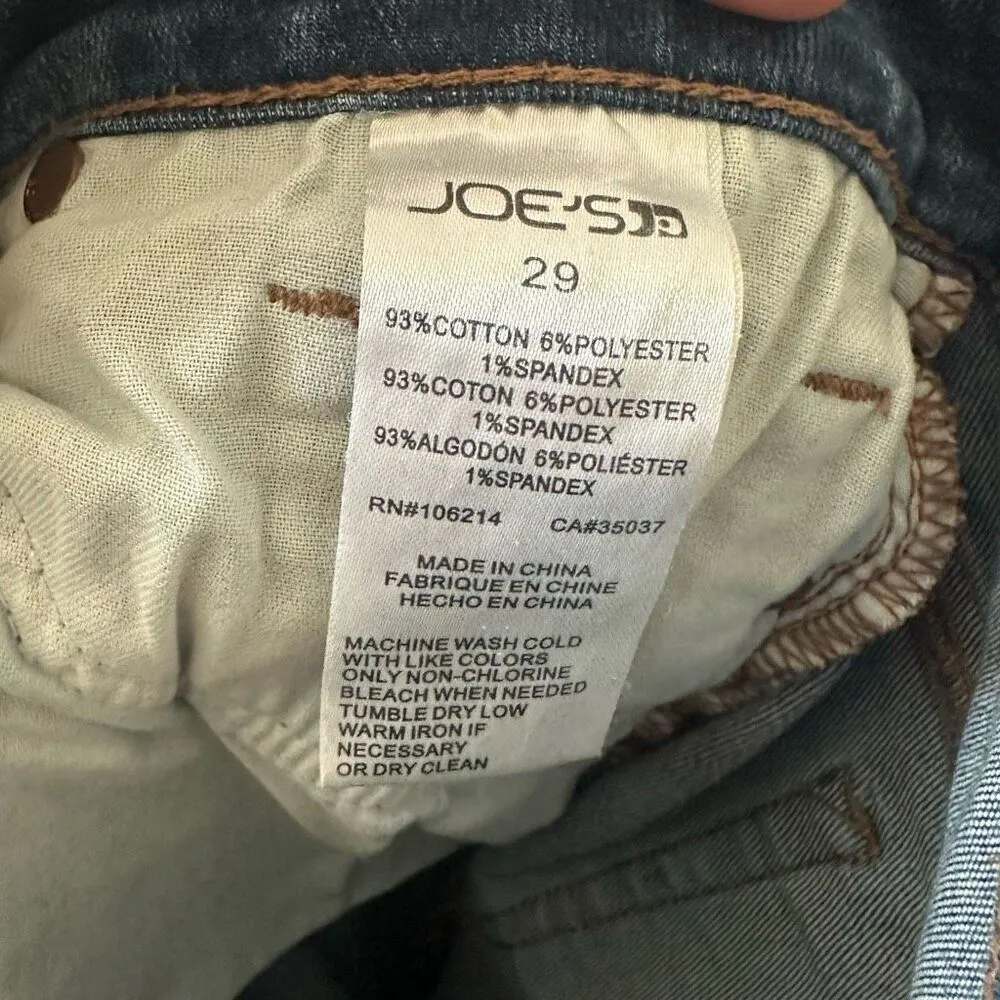 JOE'S
29
93%COTTON 6%POLYESTER
1%SPANDEX
93%COTON 6%POLYESTER
1%SPANDEX
93%ALGODÓN 6%POLIÉSTER
1%SPANDEX
RN#106214 CA#35037
MADE IN CHINA
FABRIQUE EN CHINE
HECHO EN CHINA
MACHINE WASH COLD
WITH LIKE COLORS
ONLY NON-CHLORINE
BLEACH WHEN NEEDED
TUMBLE DRY LOW
WARM IRON IF
NECESSARY
OR DRY CLEAN